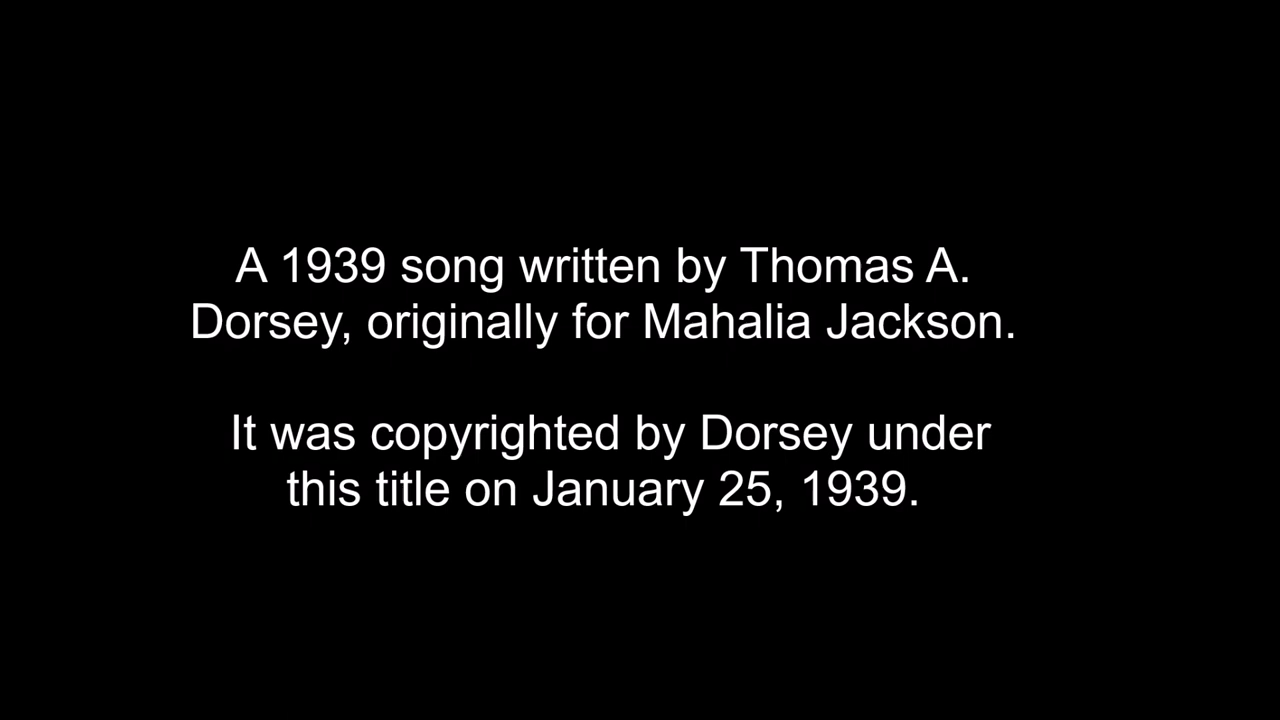 A 1939 song written by Thomas A.
Dorsey, originally for Mahalia Jackson.
It was copyrighted by Dorsey under
this title on January 25, 1939.